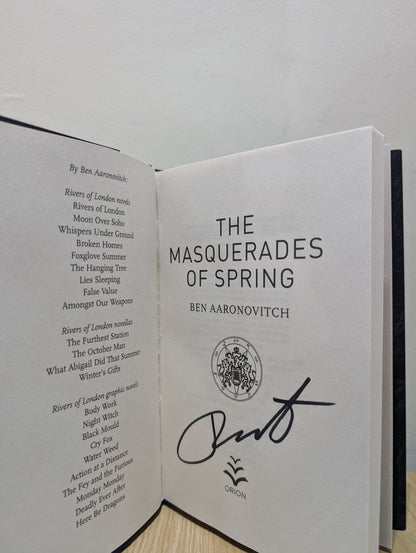 By Ben Aaronovitch:
Rivers of London novels
Rivers of London
Moon Over Soho
Whispers Under Ground
Broken Homes
Foxglove Summer
The Hanging Tree
Lies Sleeping
False Value
Amongst Our Weapons
Rivers of London novellas
The Furthest Station
The October Man
What Abigail Did That Summer
Winter's Gifts
Rivers of London graphic novels
Body Work
Night Witch
Black Mould
Cry Fox
Water Weed
Action at a Distance
The Fey and the Furious
Monday Monday
Deadly Ever After
Here Be Dragons
THE
MASQUERADES
OF SPRING
BEN AARONOVITCH
ORION